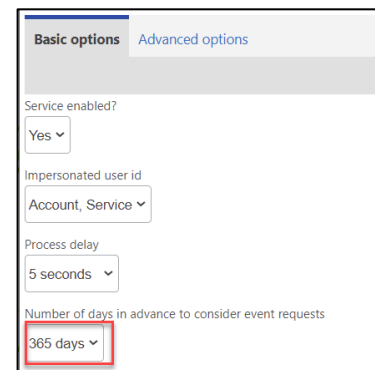 Basic options Advanced options
Service enabled?
Yes
Impersonated user id
Account, Service
Process delay
5 seconds
Number of days in advance to consider event requests
365 days